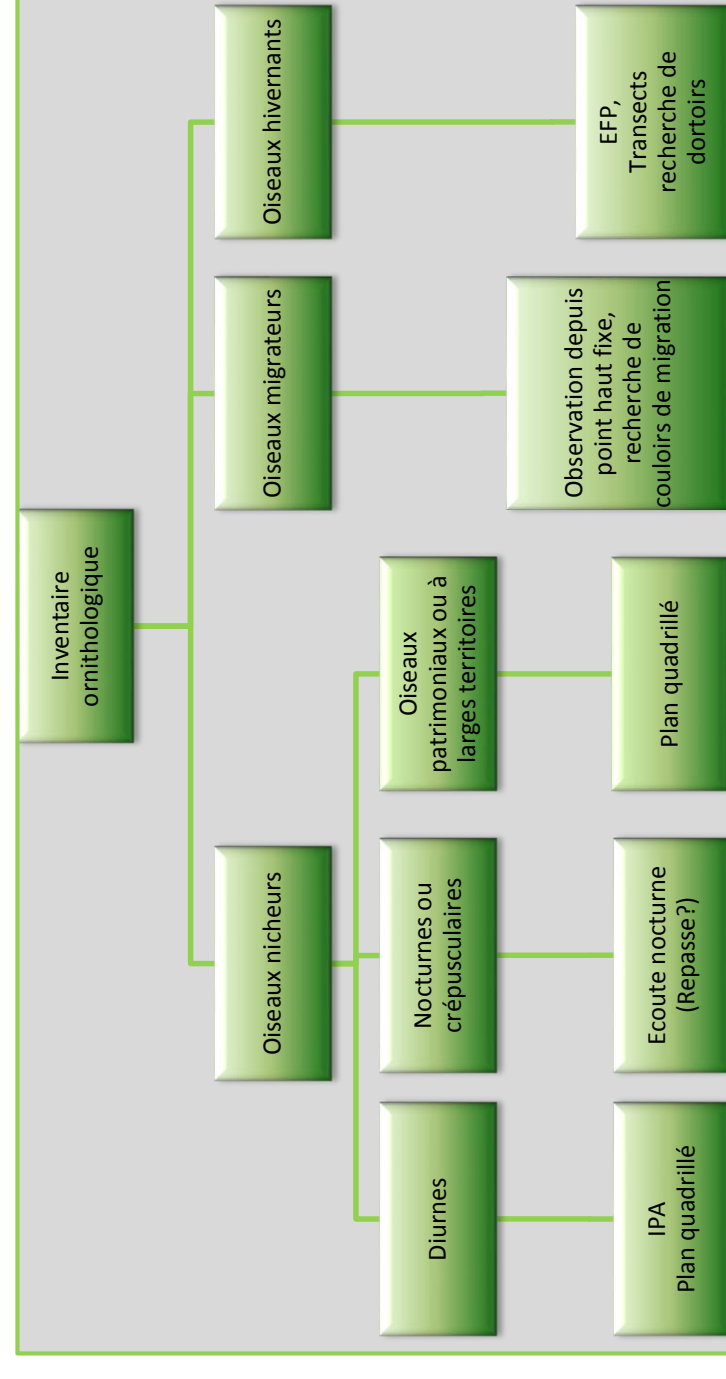 Inventaire
ornithologique
Oiseaux nicheurs
Oiseaux migrateurs
Oiseaux hivernants
Diurnes
Nocturnes ou
crépusculaires
Oiseaux
patrimoniaux ou à
larges territoires
IPA
Plan quadrillé
Ecoute nocturne
(Repasse?)
Plan quadrillé
Observation depuis
point haut fixe,
recherche de
couloirs de migration
EFP,
Transects
recherche de
dortoirs